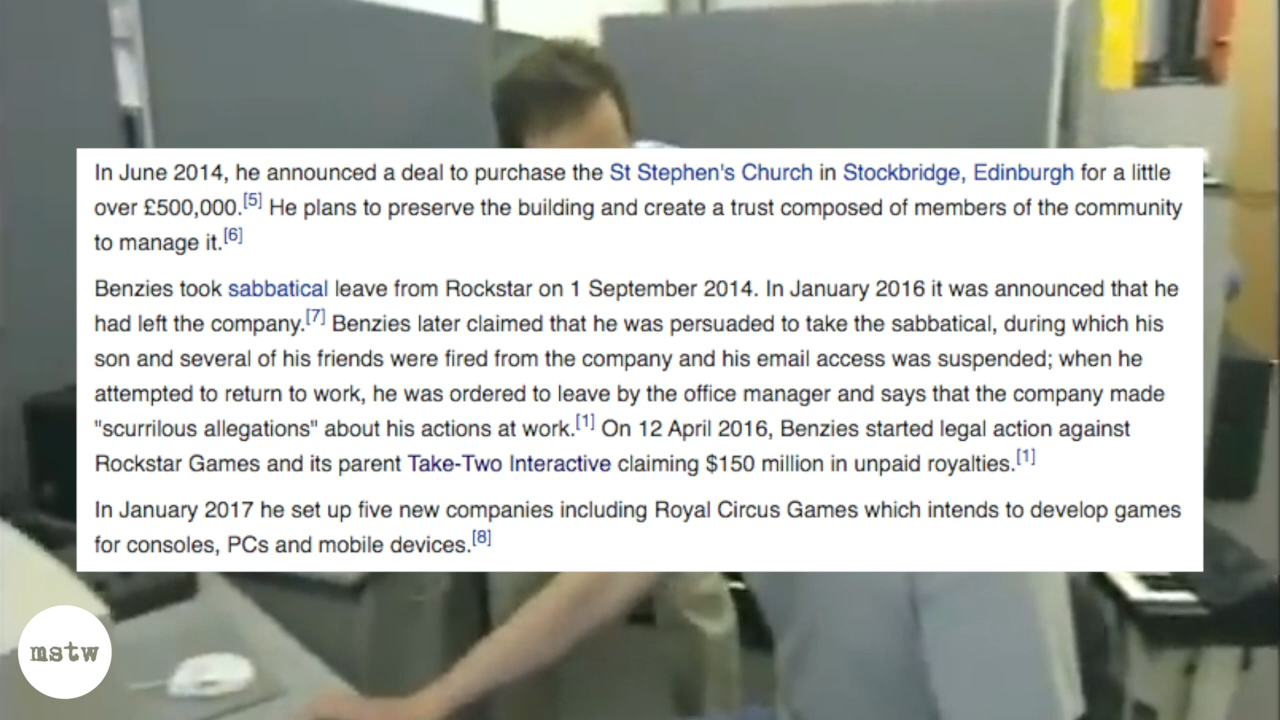 In June 2014, he announced a deal to purchase the St Stephen's Church in Stockbridge, Edinburgh for a little
over £500,000.[5] He plans to preserve the building and create a trust composed of members of the community
to manage it.[6]
Benzies took sabbatical leave from Rockstar on 1 September 2014. In January 2016 it was announced that he
had left the company.[7] Benzies later claimed that he was persuaded to take the sabbatical, during which his
son and several of his friends were fired from the company and his email access was suspended; when he
attempted to return to work, he was ordered to leave by the office manager and says that the company made
"scurrilous allegations" about his actions at work.[1] On 12 April 2016, Benzies started legal action against
Rockstar Games and its parent Take-Two Interactive claiming $150 million in unpaid royalties.[1]
In January 2017 he set up five new companies including Royal Circus Games which intends to develop games
for consoles, PCs and mobile devices.[8]
mstw